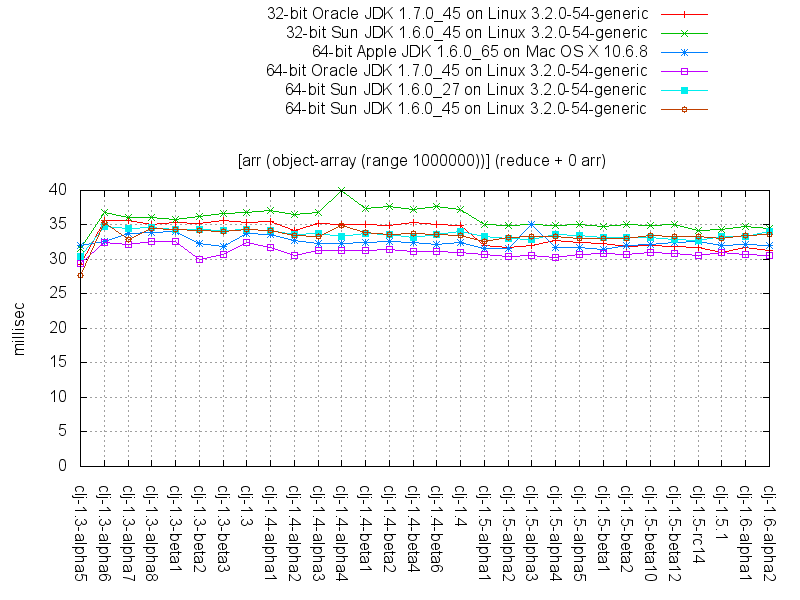 32-bit Oracle JDK 1.7.0_45 on Linux 3.2.0-54-generic
32-bit Sun JDK 1.6.0_45 on Linux 3.2.0-54-generic
64-bit Apple JDK 1.6.0_65 on Mac OS X 10.6.8
64-bit Oracle JDK 1.7.0_45 on Linux 3.2.0-54-generic
64-bit Sun JDK 1.6.0_27 on Linux 3.2.0-54-generic
64-bit Sun JDK 1.6.0_45 on Linux 3.2.0-54-generic
[arr (object-array (range 1000000))] (reduce + 0 arr)
40
35
30
25
20
15
10
5
0
millisec
clj-1.3-alpha5
clj-1.3-alpha6
clj-1.3-alpha7
clj-1.3-alpha8
clj-1.3-beta1
clj-1.3-beta2
clj-1.3-beta3
clj-1.3
clj-1.4-alpha1
clj-1.4-alpha2
clj-1.4-alpha3
clj-1.4-alpha4
clj-1.4-beta1
clj-1.4-beta2
clj-1.4-beta4
clj-1.4-beta6
clj-1.4
clj-1.5-alpha1
clj-1.5-alpha2
clj-1.5-alpha3
clj-1.5-alpha4
clj-1.5-alpha5
clj-1.5-beta1
clj-1.5-beta2
clj-1.5-beta10
clj-1.5-beta12
clj-1.5-rc14
clj-1.5.1
clj-1.6-alpha1
clj-1.6-alpha2